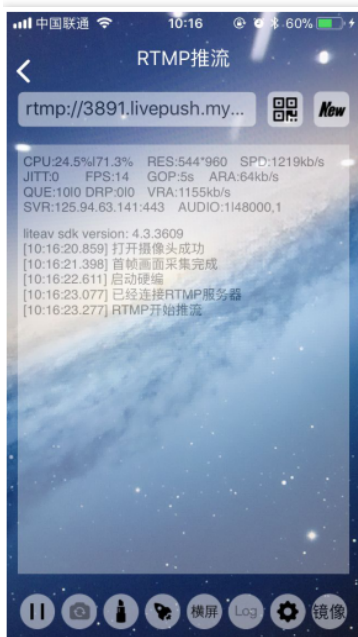 中国联通 10:16 60%
RTMP推流
rtmp://3891.livepush.my... New
CPU:24.5%|71.3% RES:544*960 SPD:1219kb/s
JITT:0 FPS:14 GOP:5s ARA:64kb/s
QUE:10|0 DRP:0|0 VRA:1155kb/s
SVR:125.94.63.141:443 AUDIO:1|48000,1
liteav sdk version: 4.3.3609
[10:16:20.859] 打开摄像头成功
[10:16:21.398] 首帧画面采集完成
[10:16:22.611] 启动硬编
[10:16:23.077] 已经连接RTMP服务器
[10:16:23.277] RTMP开始推流
横屏 Log 镜像